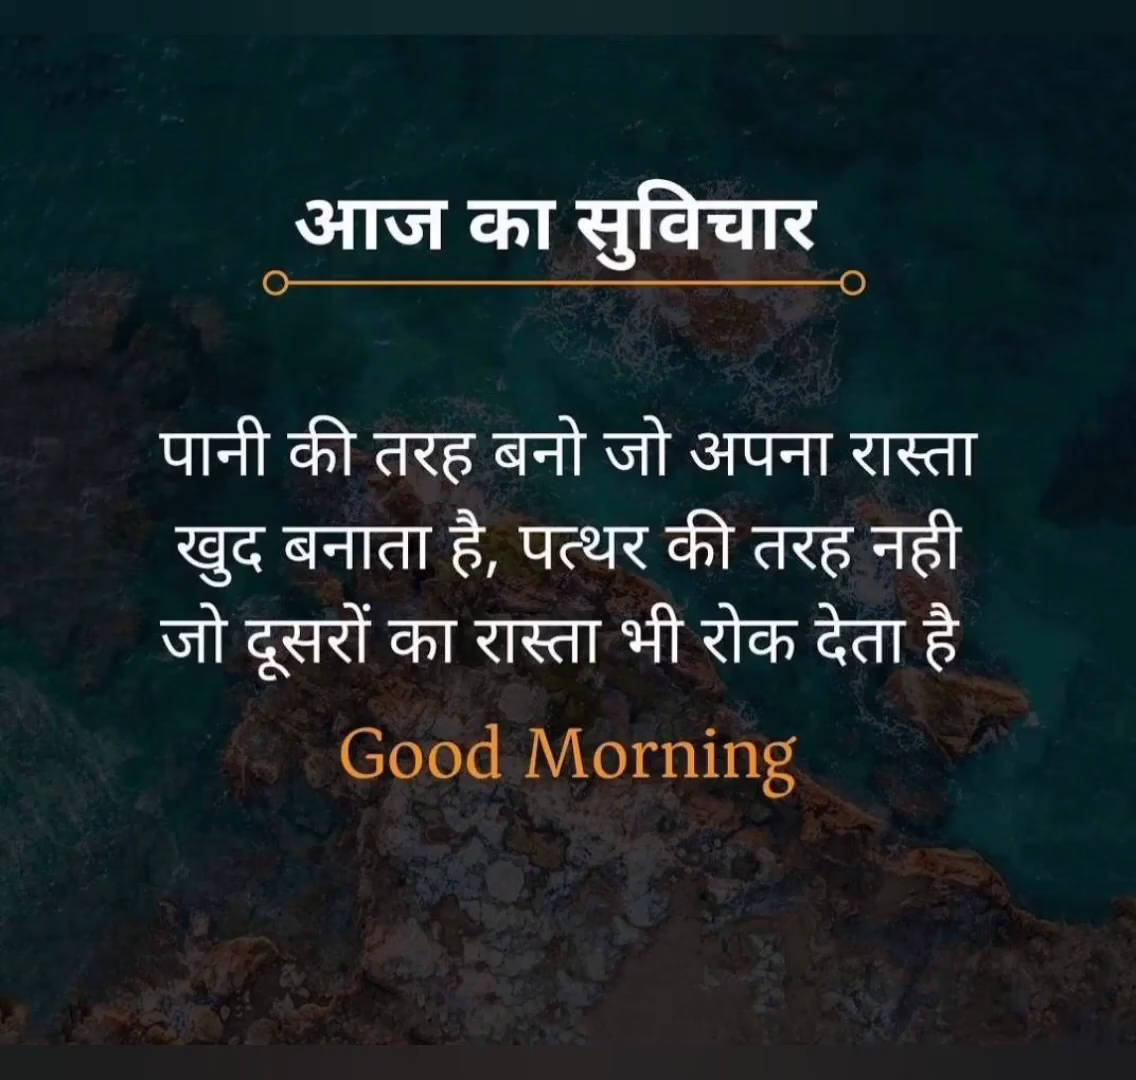 आज का सुविचार
पानी की तरह बनो जो अपना रास्ता
खुद बनाता है, पत्थर की तरह नही
जो दूसरों का रास्ता भी रोक देता है
Good Morning